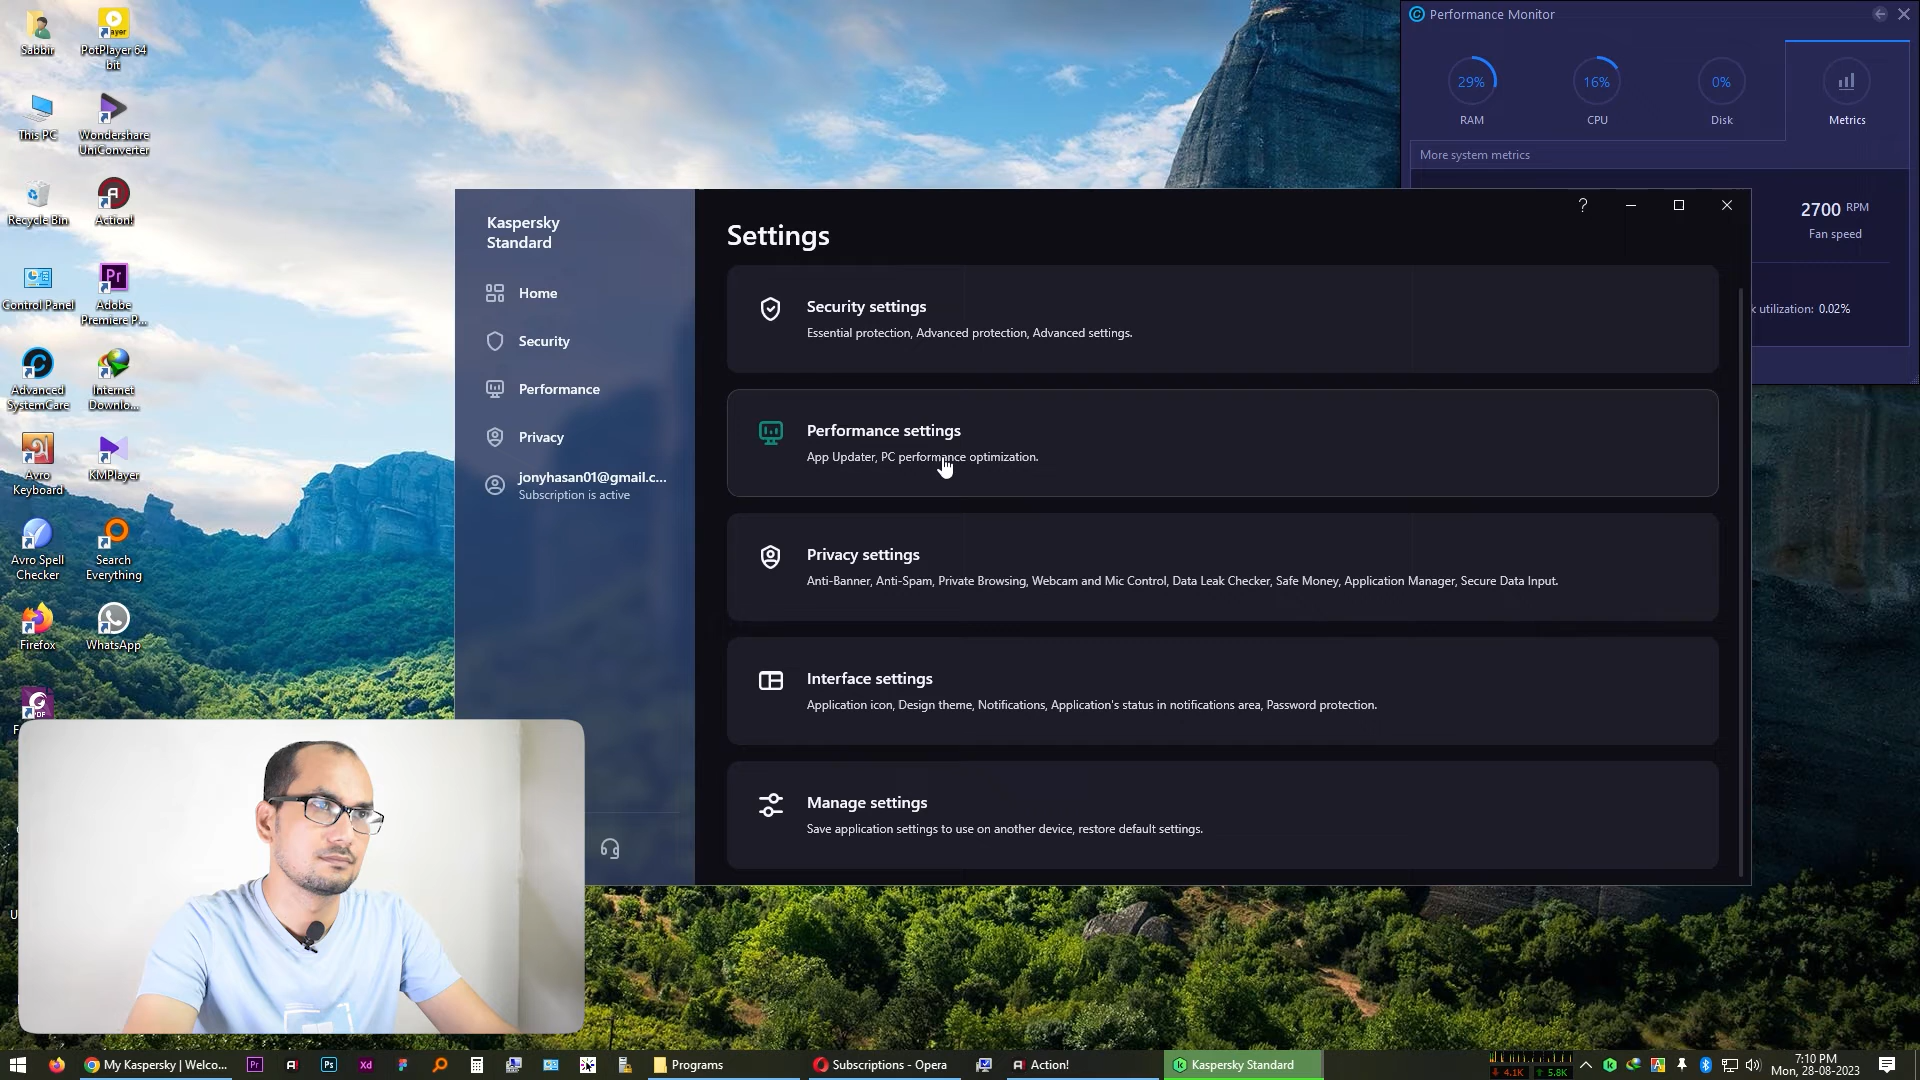 Sabbir
PotPlayer 64
bit
This PC
Wondershare
UniConverter
Recycle Bin
Action!
Control Panel
Adobe
Premiere P...
Advanced
SystemCare
Internet
Downlo...
Avro
Keyboard
KMPlayer
Avro Spell
Checker
Search
Everything
Firefox
WhatsApp
Performance Monitor
29%
16%
0%
RAM
CPU
Disk
Metrics
More system metrics
2700 RPM
Fan speed
k utilization: 0.02%
Kaspersky
Standard
Home
Security
Performance
Privacy
jonyhasan01@gmail.c...
Subscription is active
?
Settings
Security settings
Essential protection, Advanced protection, Advanced settings.
Performance settings
App Updater, PC performance optimization.
Privacy settings
Anti-Banner, Anti-Spam, Private Browsing, Webcam and Mic Control, Data Leak Checker, Safe Money, Application Manager, Secure Data Input.
Interface settings
Application icon, Design theme, Notifications, Application's status in notifications area, Password protection.
Manage settings
Save application settings to use on another device, restore default settings.
My Kaspersky | Welco...
Pr
Ps
Xd
Programs
Subscriptions - Opera
Action!
Kaspersky Standard
4.1K
5.8K
7:10 PM
Mon, 28-08-2023